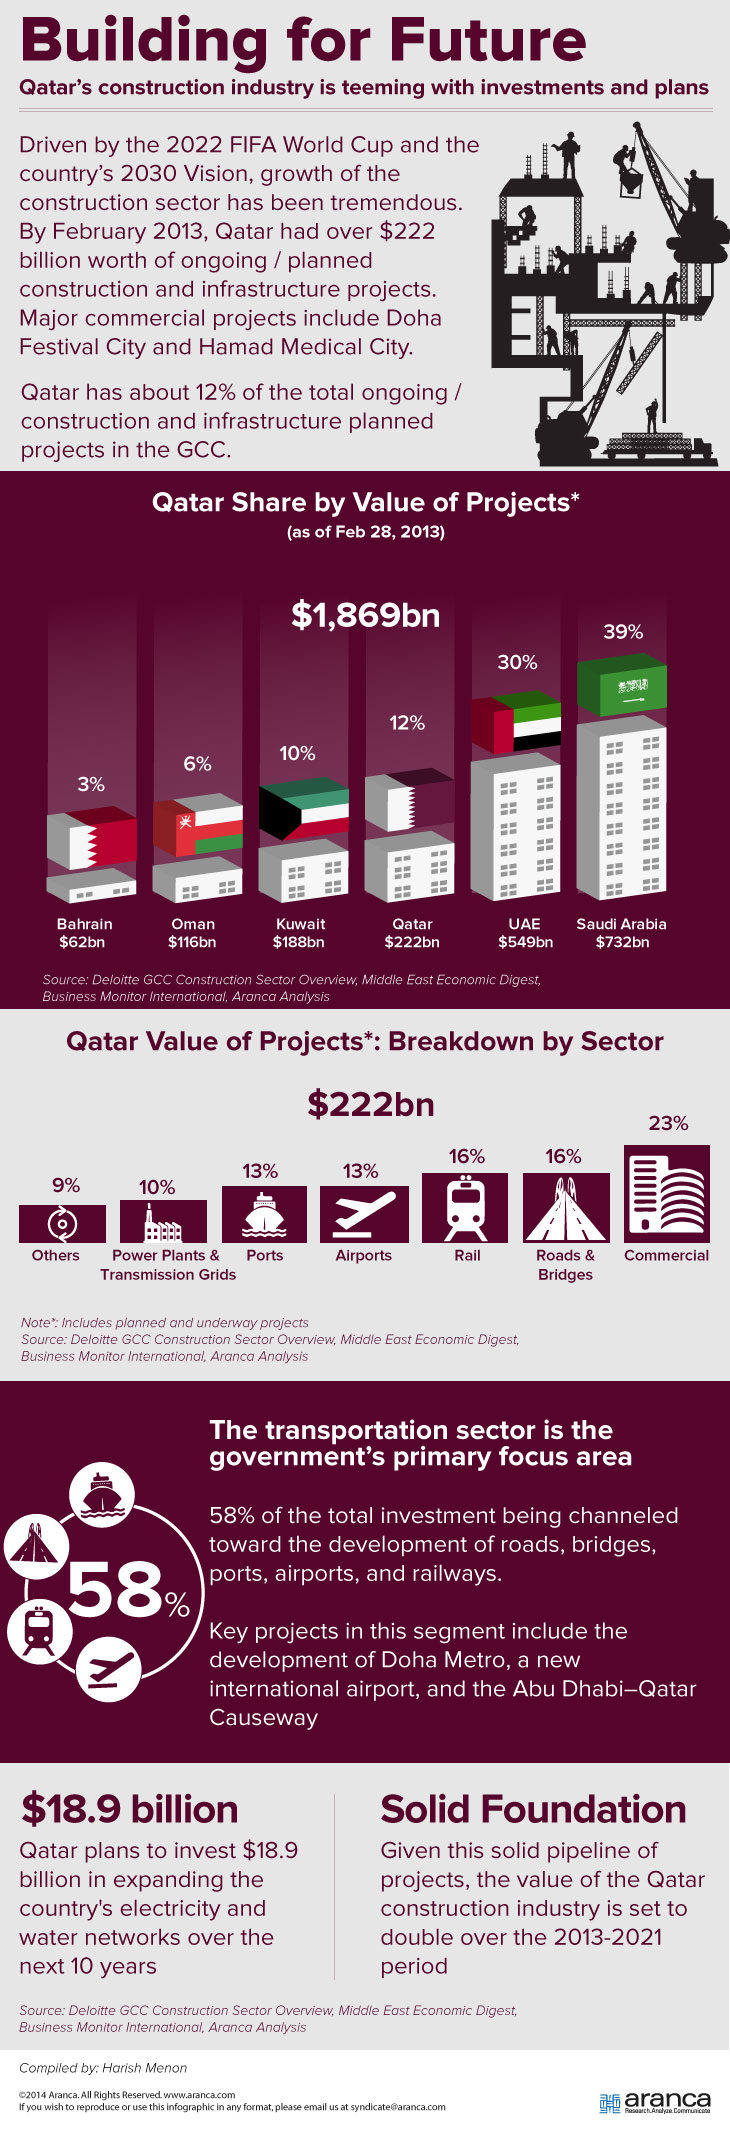 Building for Future
Qatar's construction industry is teeming with investments and plans
Driven by the 2022 FIFA World Cup and the
country's 2030 Vision, growth of the
construction sector has been tremendous.
By February 2013, Qatar had over $222
billion worth of ongoing / planned
construction and infrastructure projects.
Major commercial projects include Doha
Festival City and Hamad Medical City.
Qatar has about 12% of the total ongoing /
construction and infrastructure planned
projects in the GCC.
Qatar Share by Value of Projects*
(as of Feb 28, 2013)
$1,869bn
3%
6%
10%
12%
30%
39%
Bahrain
$62bn
Oman
$116bn
Kuwait
$188bn
Qatar
$222bn
UAE
$549bn
Saudi Arabia
$732bn
Source: Deloitte GCC Construction Sector Overview, Middle East Economic Digest,
Business Monitor International, Aranca Analysis
Qatar Value of Projects*: Breakdown by Sector
$222bn
9%
10%
13%
13%
16%
16%
23%
Others
Power Plants &
Transmission Grids
Ports
Airports
Rail
Roads &
Bridges
Commercial
Note*: Includes planned and underway projects
Source: Deloitte GCC Construction Sector Overview, Middle East Economic Digest,
Business Monitor International, Aranca Analysis
The transportation sector is the
government's primary focus area
58%
58% of the total investment being channeled
toward the development of roads, bridges,
ports, airports, and railways.
Key projects in this segment include the
development of Doha Metro, a new
international airport, and the Abu Dhabi–Qatar
Causeway
$18.9 billion
Qatar plans to invest $18.9
billion in expanding the
country's electricity and
water networks over the
next 10 years
Solid Foundation
Given this solid pipeline of
projects, the value of the Qatar
construction industry is set to
double over the 2013-2021
period
Source: Deloitte GCC Construction Sector Overview, Middle East Economic Digest,
Business Monitor International, Aranca Analysis
Compiled by: Harish Menon
©2014 Aranca. All Rights Reserved. www.aranca.com
If you wish to reproduce or use this infographic in any format, please email us at syndicate@aranca.com
aranca
Research.Analyze.Communicate